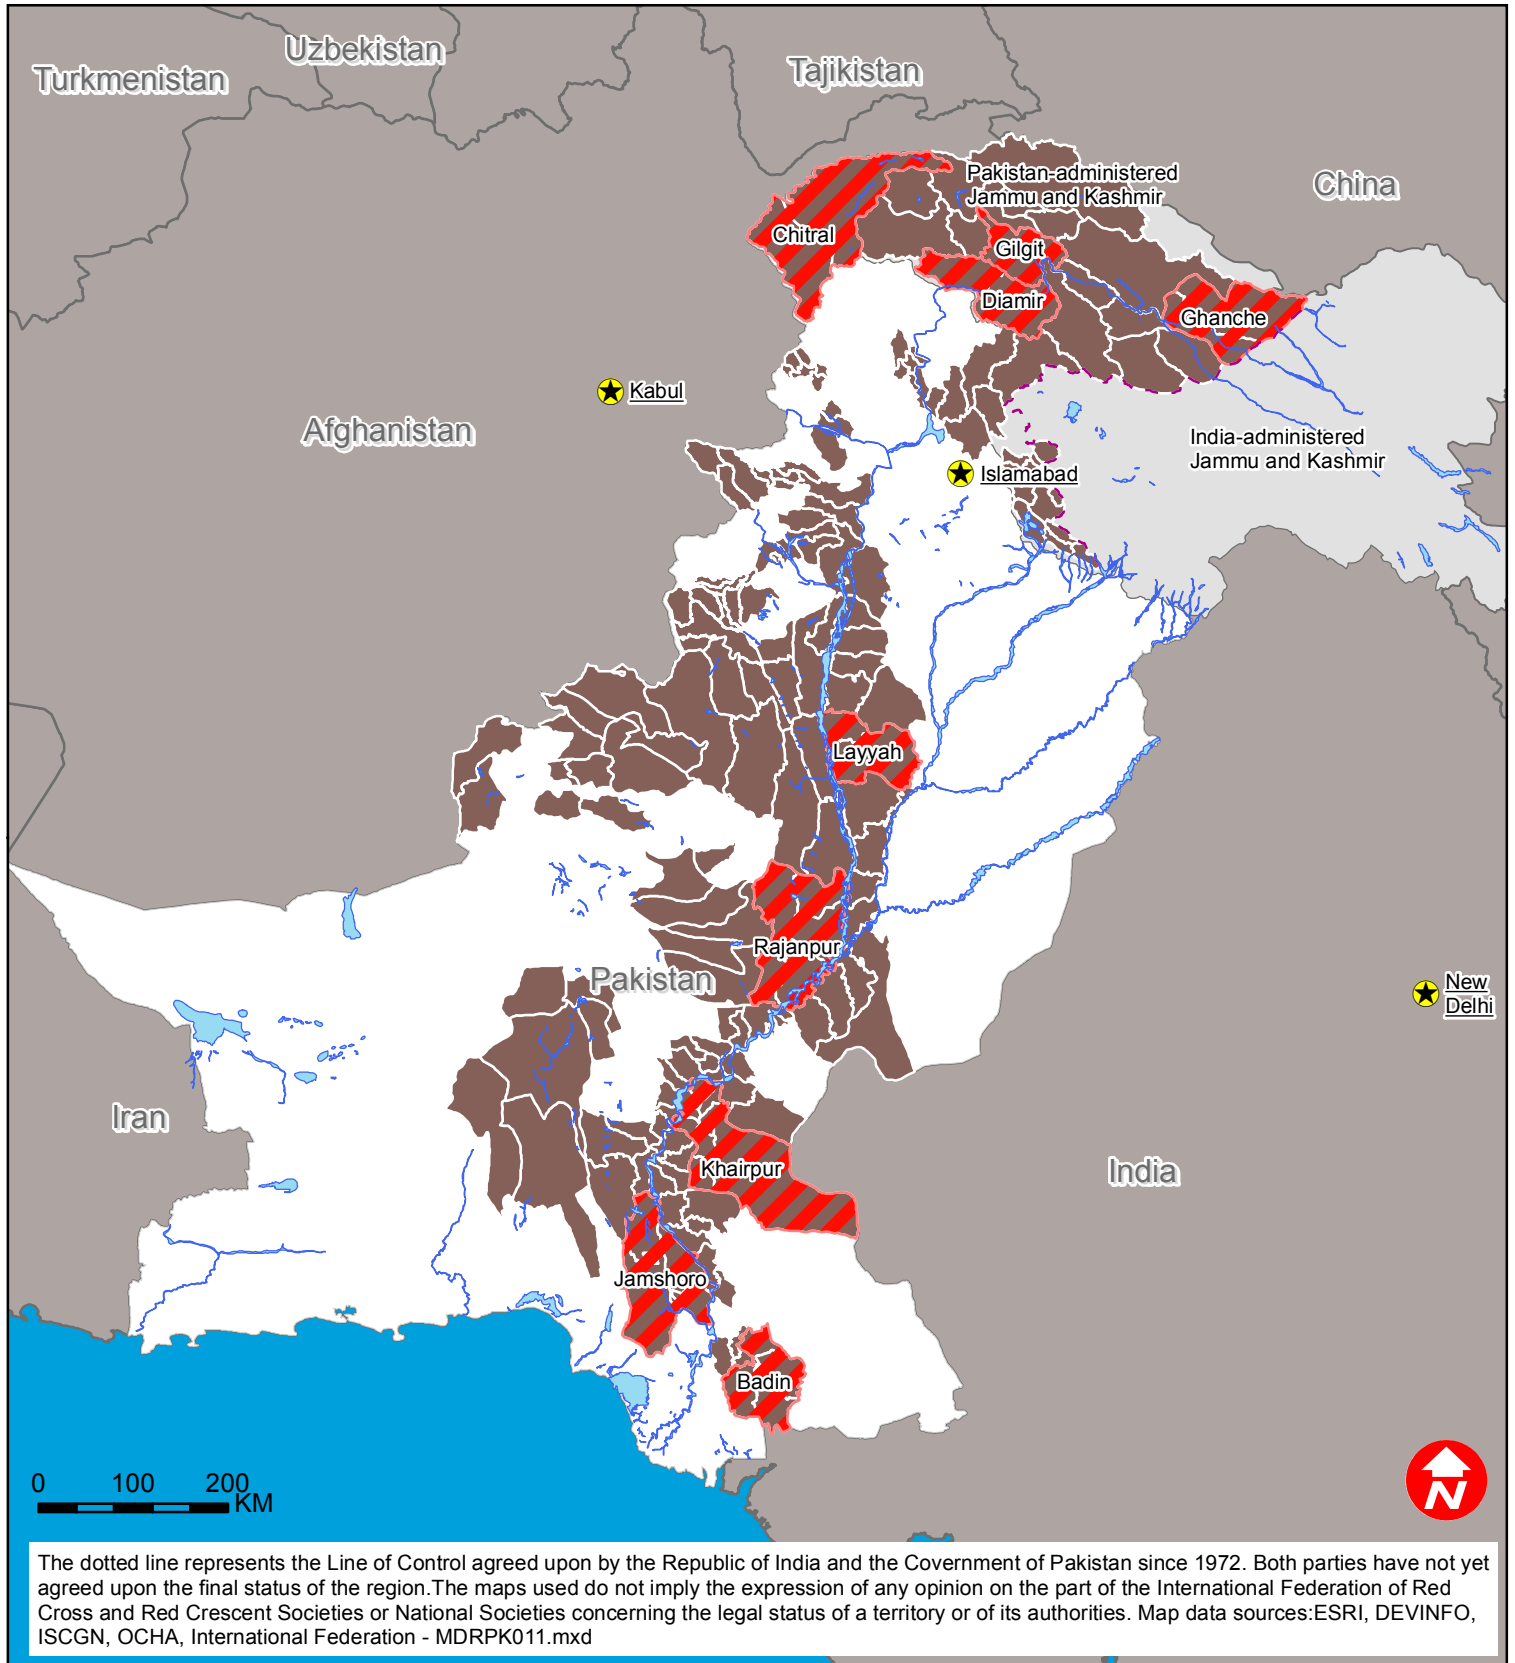 Uzbekistan
Turkmenistan
Tajikistan
Pakistan-administered
Jammu and Kashmir
China
Chitral
Gilgit
Diamir
Ghanche
Kabul
Afghanistan
India-administered
Jammu and Kashmir
Islamabad
Layyah
Rajanpur
Pakistan
New
Delhi
Iran
Khairpur
India
Jamshoro
Badin
0 100 200
KM
N
The dotted line represents the Line of Control agreed upon by the Republic of India and the Covernment of Pakistan since 1972. Both parties have not yet
agreed upon the final status of the region.The maps used do not imply the expression of any opinion on the part of the International Federation of Red
Cross and Red Crescent Societies or National Societies concerning the legal status of a territory or of its authorities. Map data sources:ESRI, DEVINFO,
ISCGN, OCHA, International Federation - MDRPK011.mxd